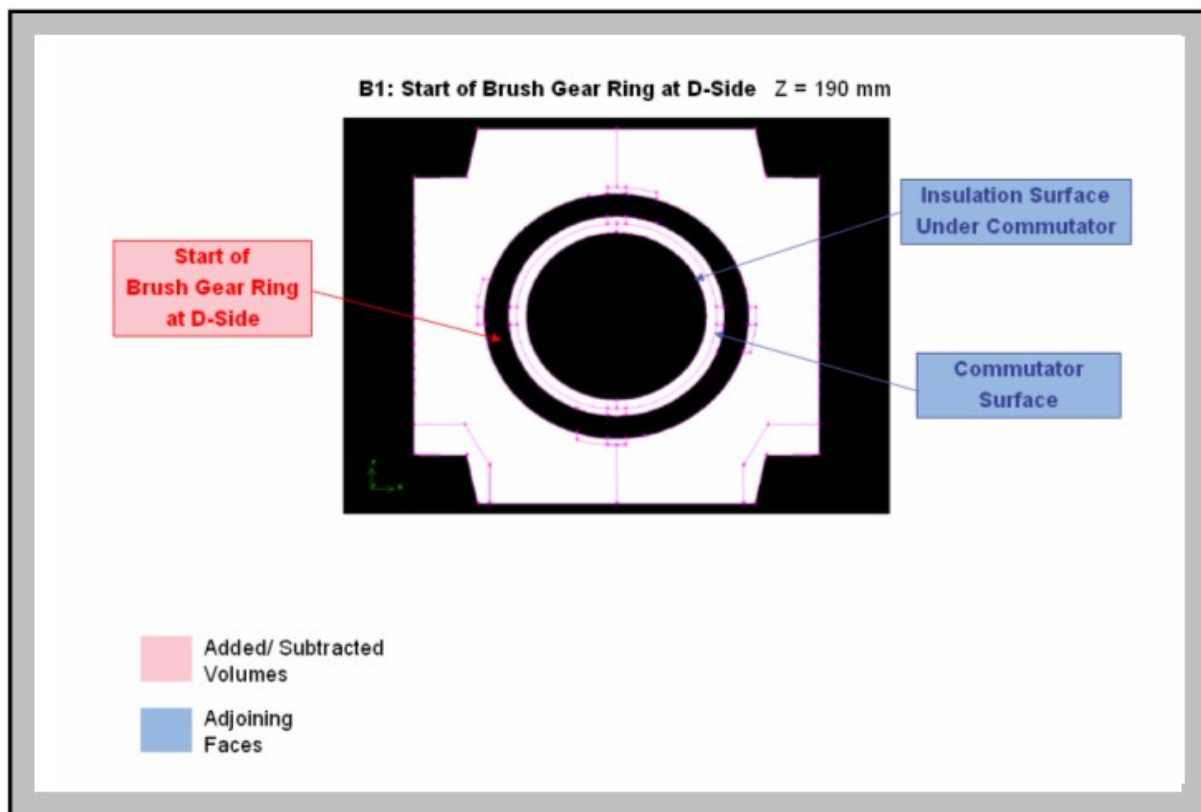 B1: Start of Brush Gear Ring at D-Side Z = 190 mm
Insulation Surface
Under Commutator
Start of
Brush Gear Ring
at D-Side
Commutator
Surface
Added/ Subtracted
Volumes
Adjoining
Faces